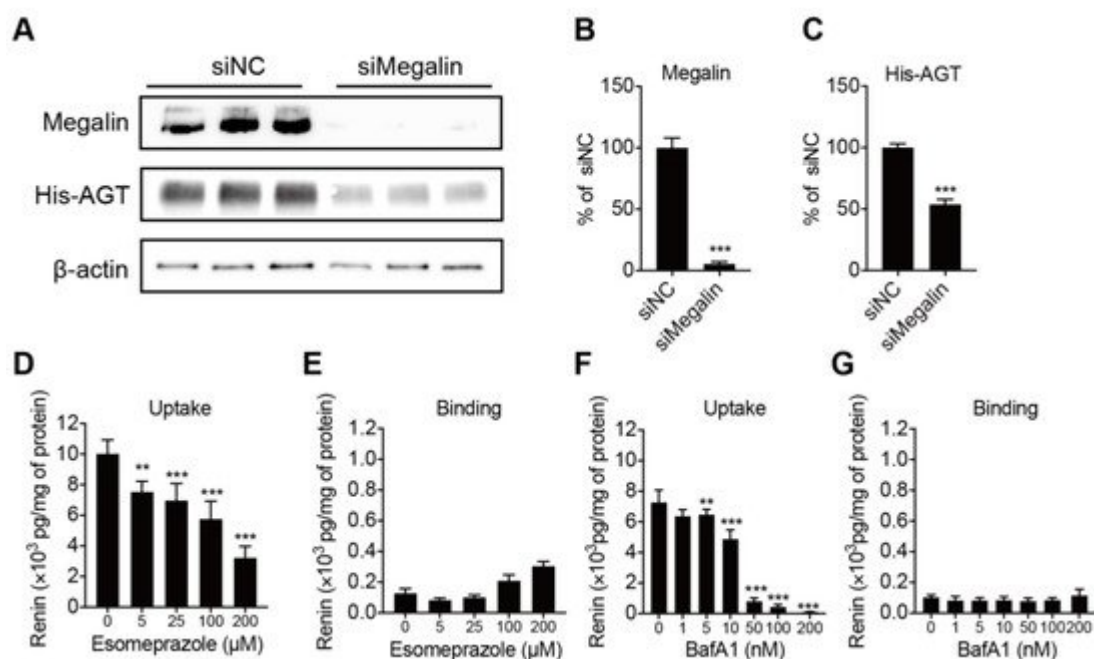 A
siNC siMegalin
Megalin
His-AGT
β-actin
B
Megalin
% of siNC
150
100
50
0
***
siNC
siMegalin
C
His-AGT
% of siNC
150
100
50
0
***
siNC
siMegalin
D
Uptake
Renin (×10³ pg/mg of protein)
12
10
8
6
4
2
0
** *** *** ***
0 5 25 100 200
Esomeprazole (µM)
E
Binding
Renin (×10³ pg/mg of protein)
1.2
1.0
0.8
0.6
0.4
0.2
0.0
0 5 25 100 200
Esomeprazole (µM)
F
Uptake
Renin (×10³pg/mg of protein)
12
10
8
6
4
2
0
** *** *** *** ***
0 1 5 10 50 100 200
BafA1 (nM)
G
Binding
Renin (×10³pg/mg of protein)
1.2
1.0
0.8
0.6
0.4
0.2
0.0
0 1 5 10 50 100 200
BafA1 (nM)